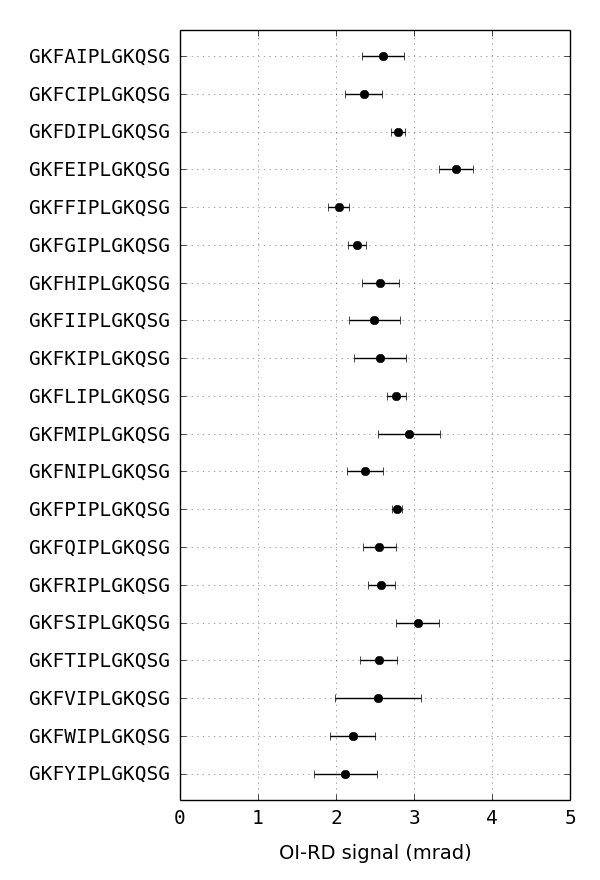 GKFAIPLGKQSG
GKFCIPLGKQSG
GKFDIPLGKQSG
GKFEIPLGKQSG
GKFFIPLGKQSG
GKFGIPLGKQSG
GKFHIPLGKQSG
GKFIIPLGKQSG
GKFKIPLGKQSG
GKFLIPLGKQSG
GKFMIPLGKQSG
GKFNIPLGKQSG
GKFPIPLGKQSG
GKFQIPLGKQSG
GKFRIPLGKQSG
GKFSIPLGKQSG
GKFTIPLGKQSG
GKFVIPLGKQSG
GKFWIPLGKQSG
GKFYIPLGKQSG
0 1 2 3 4 5
OI-RD signal (mrad)